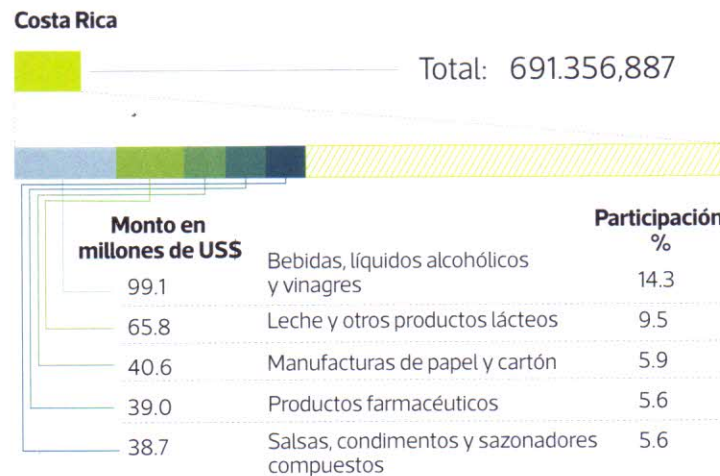 Costa Rica
Total: 691.356,887
Monto en
millones de US$
Participación
%
99.1 Bebidas, líquidos alcohólicos
y vinagres 14.3
65.8 Leche y otros productos lácteos 9.5
40.6 Manufacturas de papel y cartón 5.9
39.0 Productos farmacéuticos 5.6
38.7 Salsas, condimentos y sazonadores
compuestos 5.6